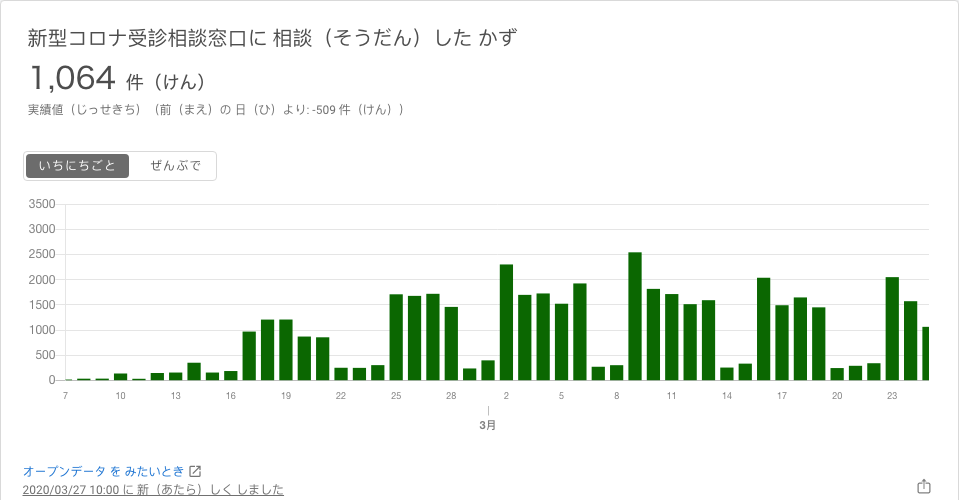 新型コロナ受診相談窓口に 相談（そうだん）した かず
1,064 件（けん）
実績値（じっせきち）（前（まえ）の 日（ひ）より: -509 件（けん））
いちにちごと ぜんぶで
3500
3000
2500
2000
1500
1000
500
0
7 10 13 16 19 22 25 28 2 5 8 11 14 17 20 23
3月
オープンデータ を みたいとき
2020/03/27 10:00 に 新（あたら）しく しました